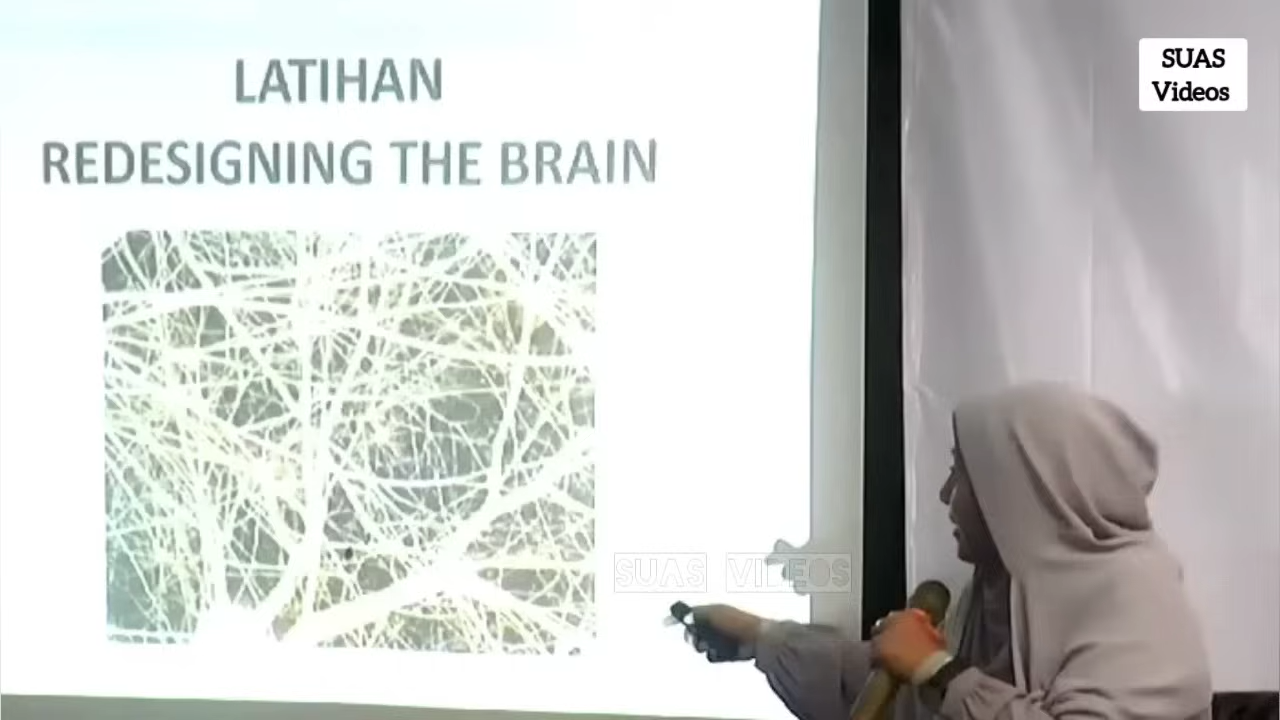 LATIHAN
REDESIGNING THE BRAIN
SUAS
Videos
SUAS VIDEOS